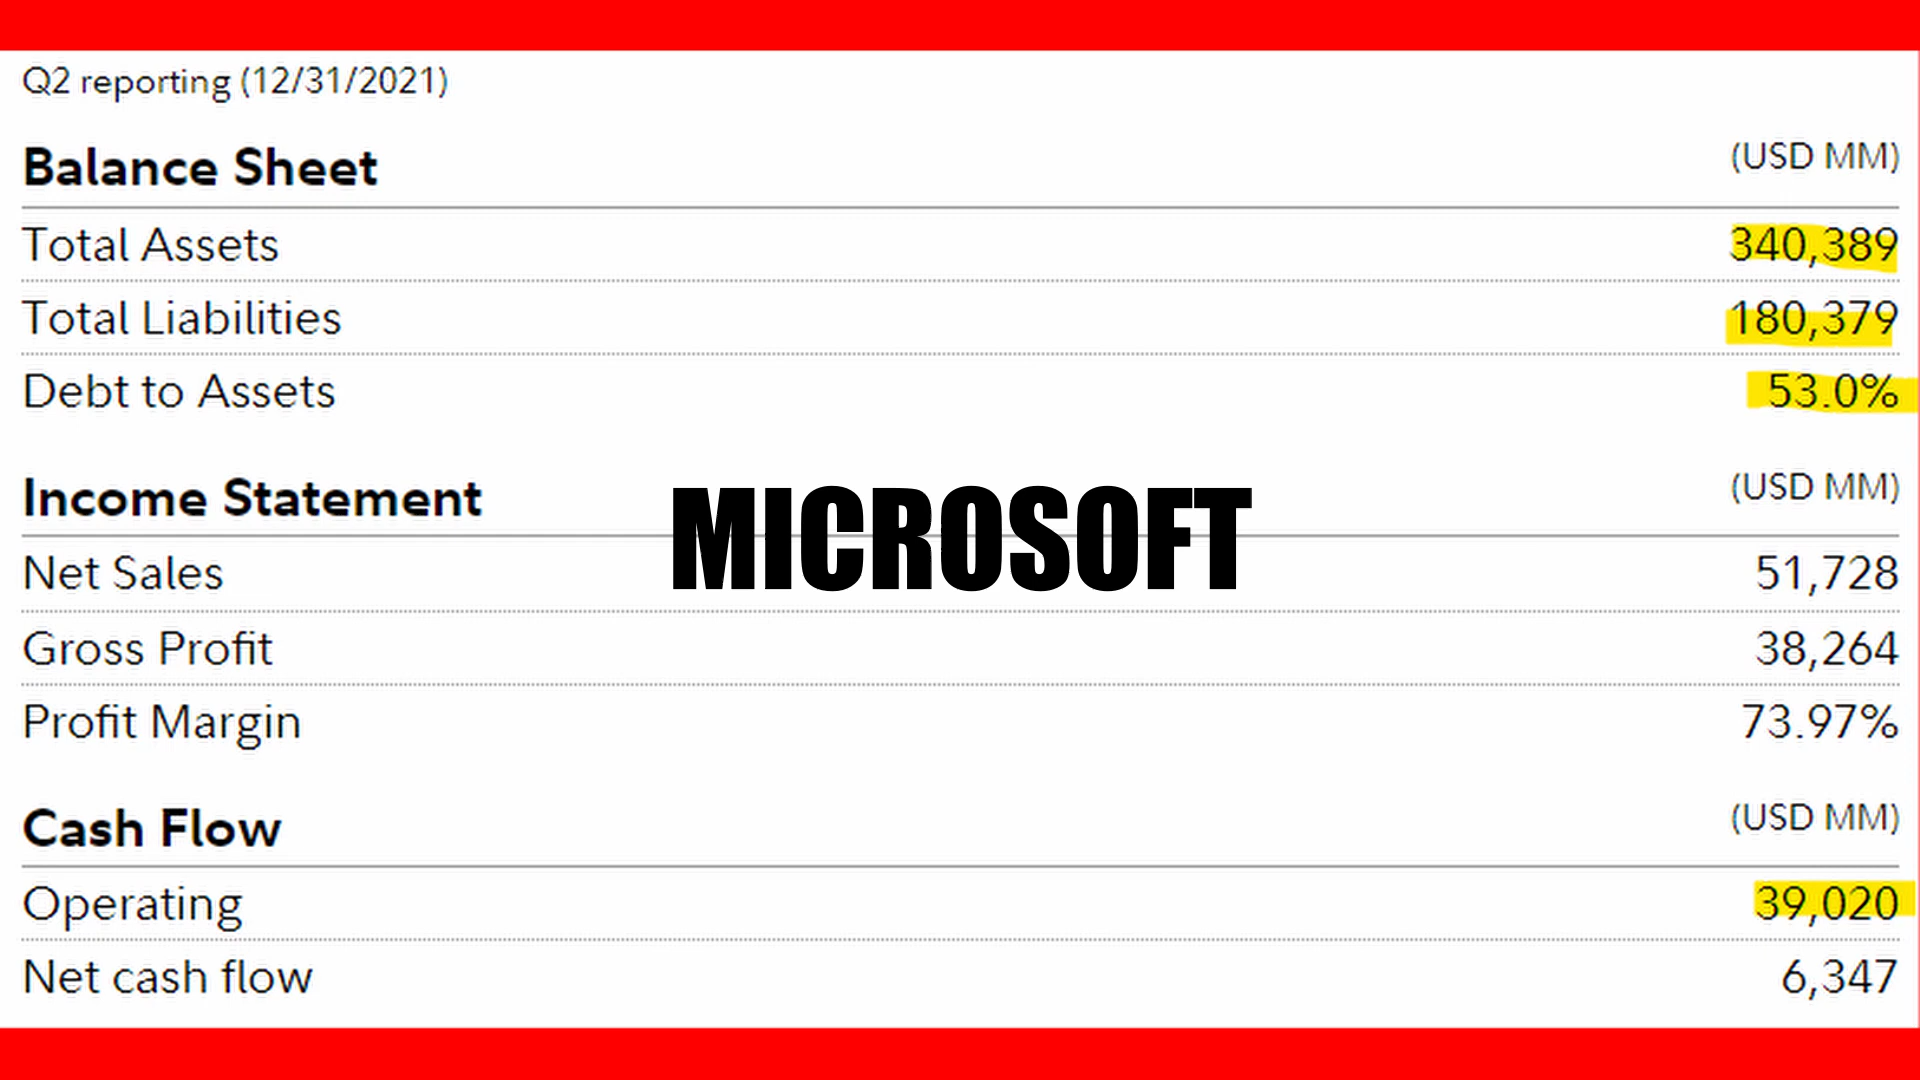 Q2 reporting (12/31/2021)
Balance Sheet (USD MM)
Total Assets 340,389
Total Liabilities 180,379
Debt to Assets 53.0%
Income Statement (USD MM)
MICROSOFT
Net Sales 51,728
Gross Profit 38,264
Profit Margin 73.97%
Cash Flow (USD MM)
Operating 39,020
Net cash flow 6,347